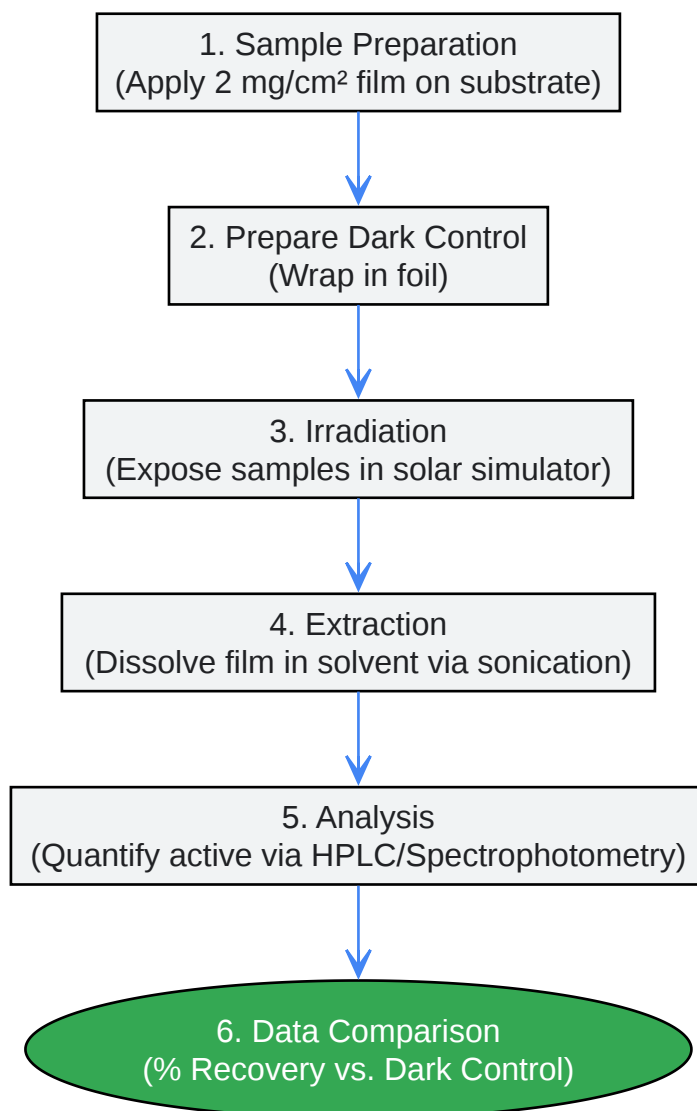 1. Sample Preparation
(Apply 2 mg/cm² film on substrate)
2. Prepare Dark Control
(Wrap in foil)
3. Irradiation
(Expose samples in solar simulator)
4. Extraction
(Dissolve film in solvent via sonication)
5. Analysis
(Quantify active via HPLC/Spectrophotometry)
6. Data Comparison
(% Recovery vs. Dark Control)